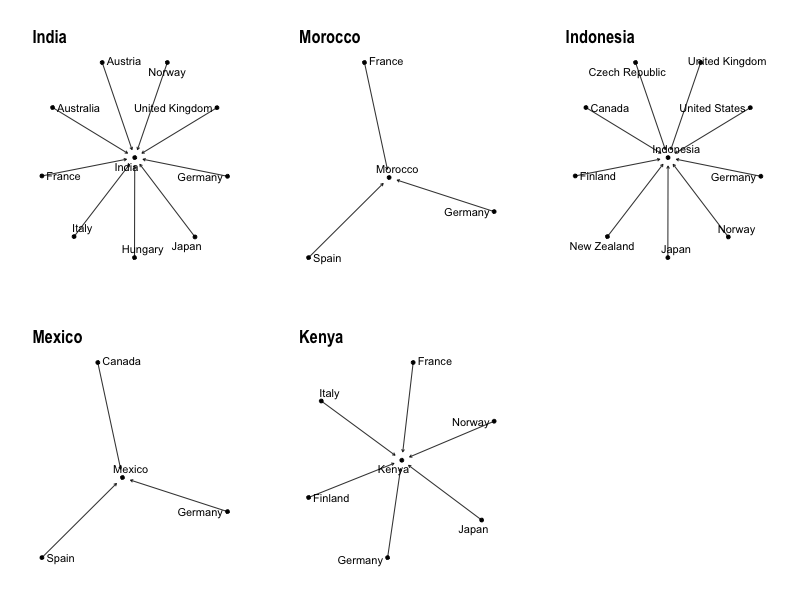 India
Austria
Norway
Australia
United Kingdom
India
France
Germany
Italy
Hungary
Japan
Morocco
France
Morocco
Germany
Spain
Indonesia
Czech Republic
United Kingdom
Canada
United States
Indonesia
Finland
Germany
New Zealand
Japan
Norway
Mexico
Canada
Mexico
Germany
Spain
Kenya
France
Italy
Norway
Kenya
Finland
Japan
Germany